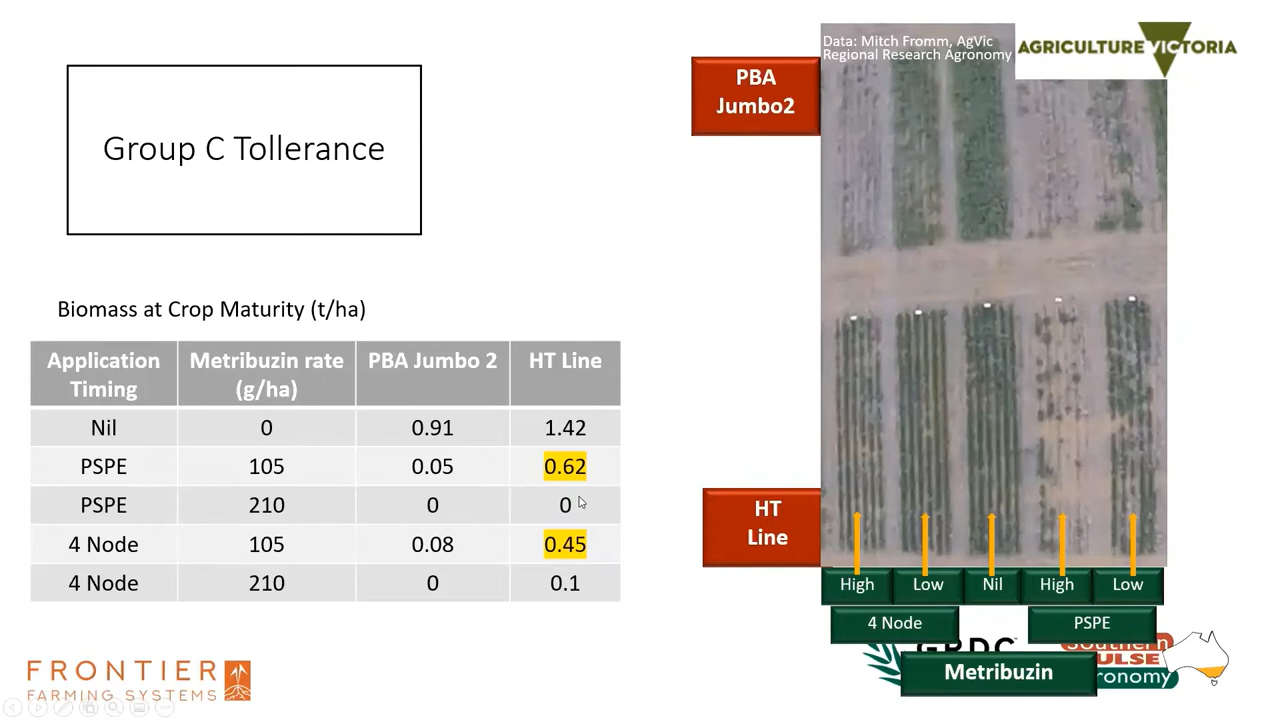 Data: Mitch Fromm, AgVic
Regional Research Agronomy
AGRICULTURE VICTORIA
PBA
Jumbo2
Group C Tollerance
Biomass at Crop Maturity (t/ha)
Application Timing Metribuzin rate (g/ha) PBA Jumbo 2 HT Line
Nil 0 0.91 1.42
PSPE 105 0.05 0.62
PSPE 210 0 0
4 Node 105 0.08 0.45
4 Node 210 0 0.1
HT
Line
High Low Nil High Low
4 Node PSPE
Metribuzin
FRONTIER
FARMING SYSTEMS
GRDC™
Southern